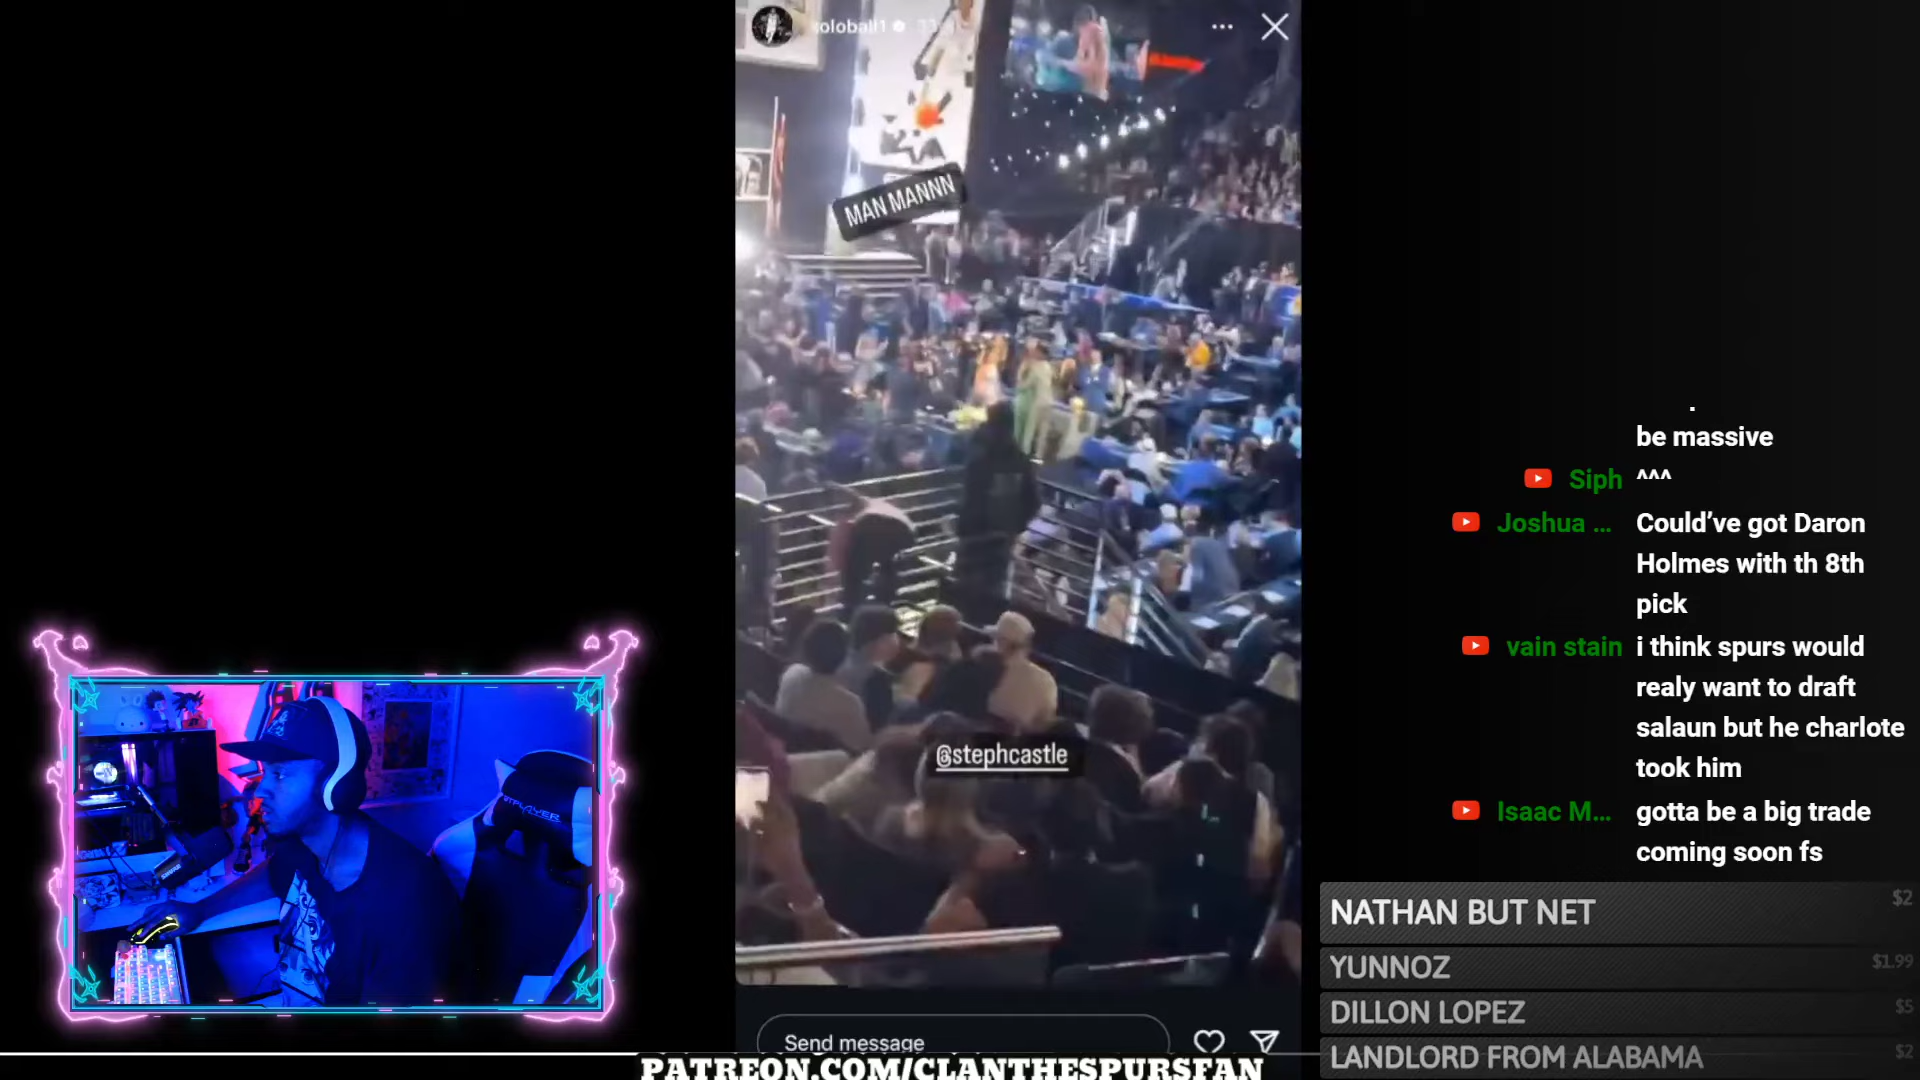 oloball1
MAN MANNN
@stephcastle
Send message
be massive
Siph ^^^
Joshua ... Could've got Daron
Holmes with th 8th
pick
vain stain i think spurs would
realy want to draft
salaun but he charlote
took him
Isaac M... gotta be a big trade
coming soon fs
NATHAN BUT NET $2
YUNNOZ $1.99
DILLON LOPEZ $5
LANDLORD FROM ALABAMA $2
PATREON.COM/CLANTHESPURSFAN